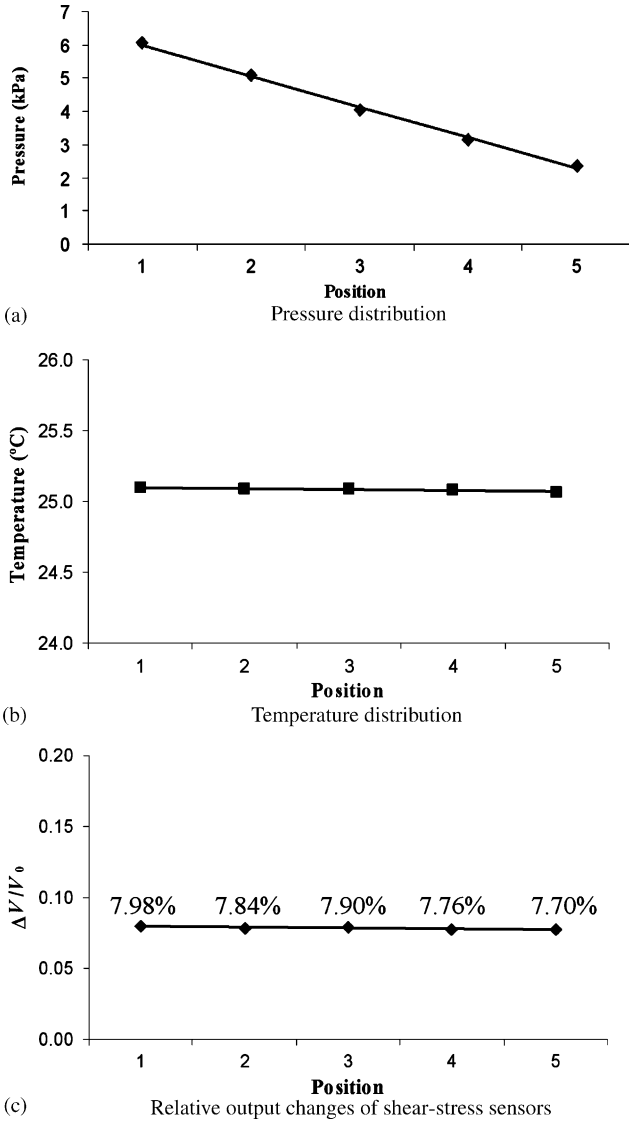 7
6
5
4
3
2
1
0
Pressure (kPa)
1 2 3 4 5
Position
(a) Pressure distribution
26.0
25.5
25.0
24.5
24.0
Temperature (ºC)
1 2 3 4 5
Position
(b) Temperature distribution
0.20
0.15
0.10
0.05
0.00
ΔV/V₀
7.98% 7.84% 7.90% 7.76% 7.70%
1 2 3 4 5
Position
(c) Relative output changes of shear-stress sensors